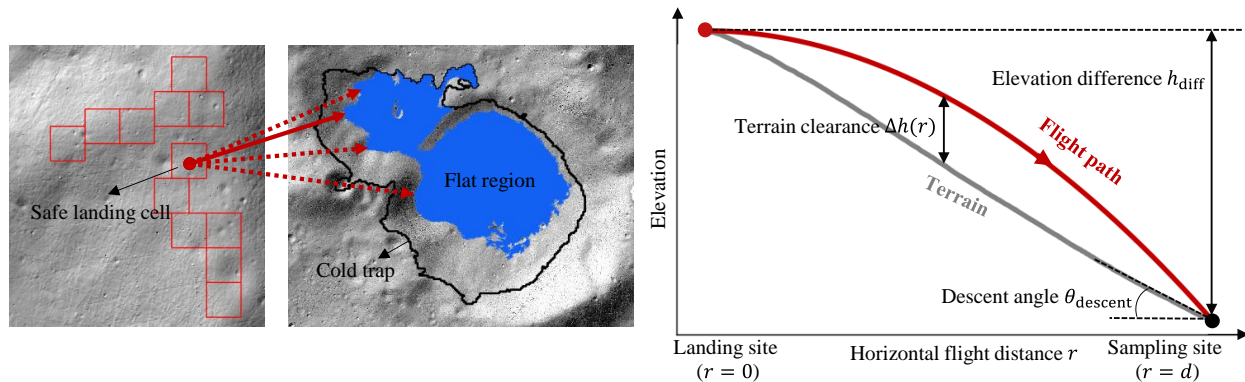 Safe landing cell
Flat region
Cold trap
Elevation
Elevation difference h_diff
Terrain clearance Δh(r)
Flight path
Terrain
Descent angle θ_descent
Landing site
(r = 0)
Horizontal flight distance r
Sampling site
(r = d)